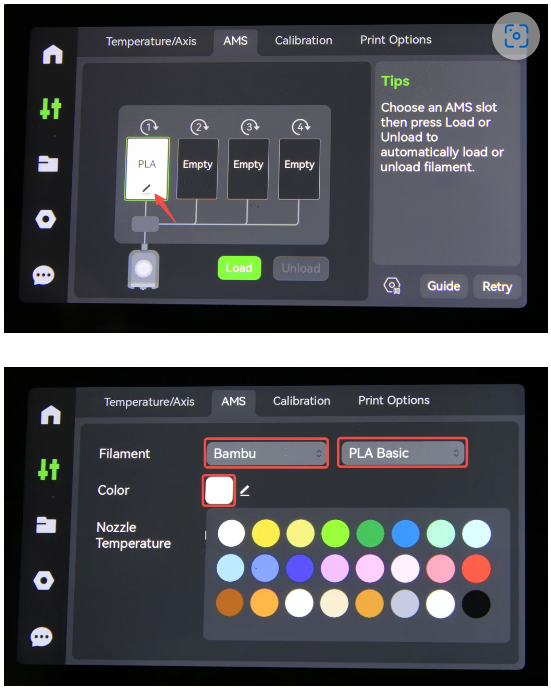 Temperature/Axis AMS Calibration Print Options
1 2 3 4
PLA Empty Empty Empty
Load Unload
Tips
Choose an AMS slot
then press Load or
Unload to
automatically load or
unload filament.
Guide Retry
Temperature/Axis AMS Calibration Print Options
Filament Bambu PLA Basic
Color
Nozzle
Temperature